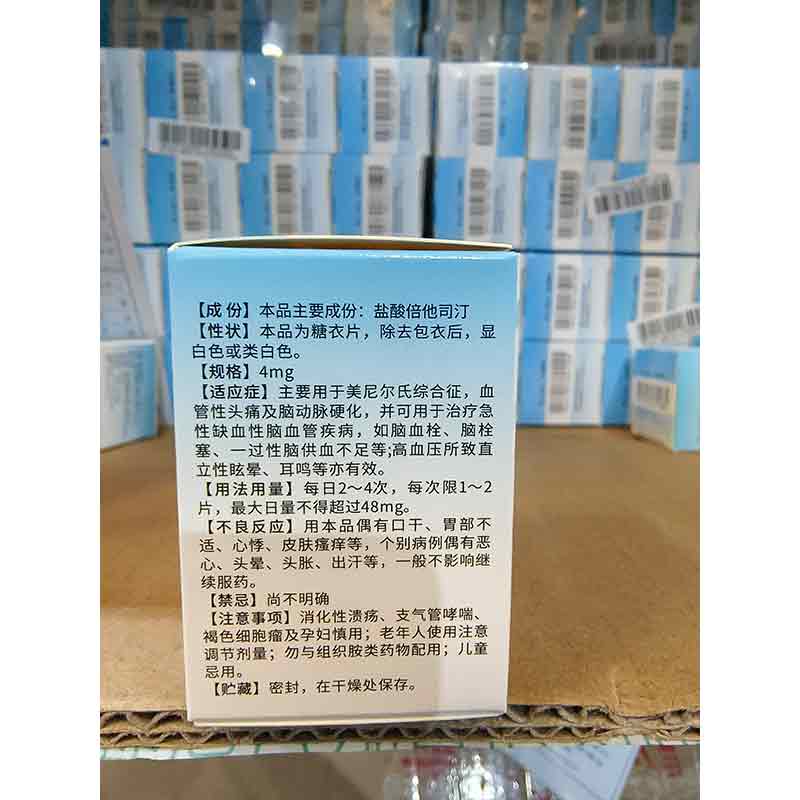 【成份】本品主要成份：盐酸倍他司汀
【性状】本品为糖衣片，除去包衣后，显
白色或类白色。
【规格】4mg
【适应症】主要用于美尼尔氏综合征，血
管性头痛及脑动脉硬化，并可用于治疗急
性缺血性脑血管疾病，如脑血栓、脑栓
塞、一过性脑供血不足等;高血压所致直
立性眩晕、耳鸣等亦有效。
【用法用量】每日2～4次，每次限1～2
片，最大日量不得超过48mg。
【不良反应】用本品偶有口干、胃部不
适、心悸、皮肤瘙痒等，个别病例偶有恶
心、头晕、头胀、出汗等，一般不影响继
续服药。
【禁忌】尚不明确
【注意事项】消化性溃疡、支气管哮喘、
褐色细胞瘤及孕妇慎用；老年人使用注意
调节剂量；勿与组织胺类药物配用；儿童
忌用。
【贮藏】密封，在干燥处保存。